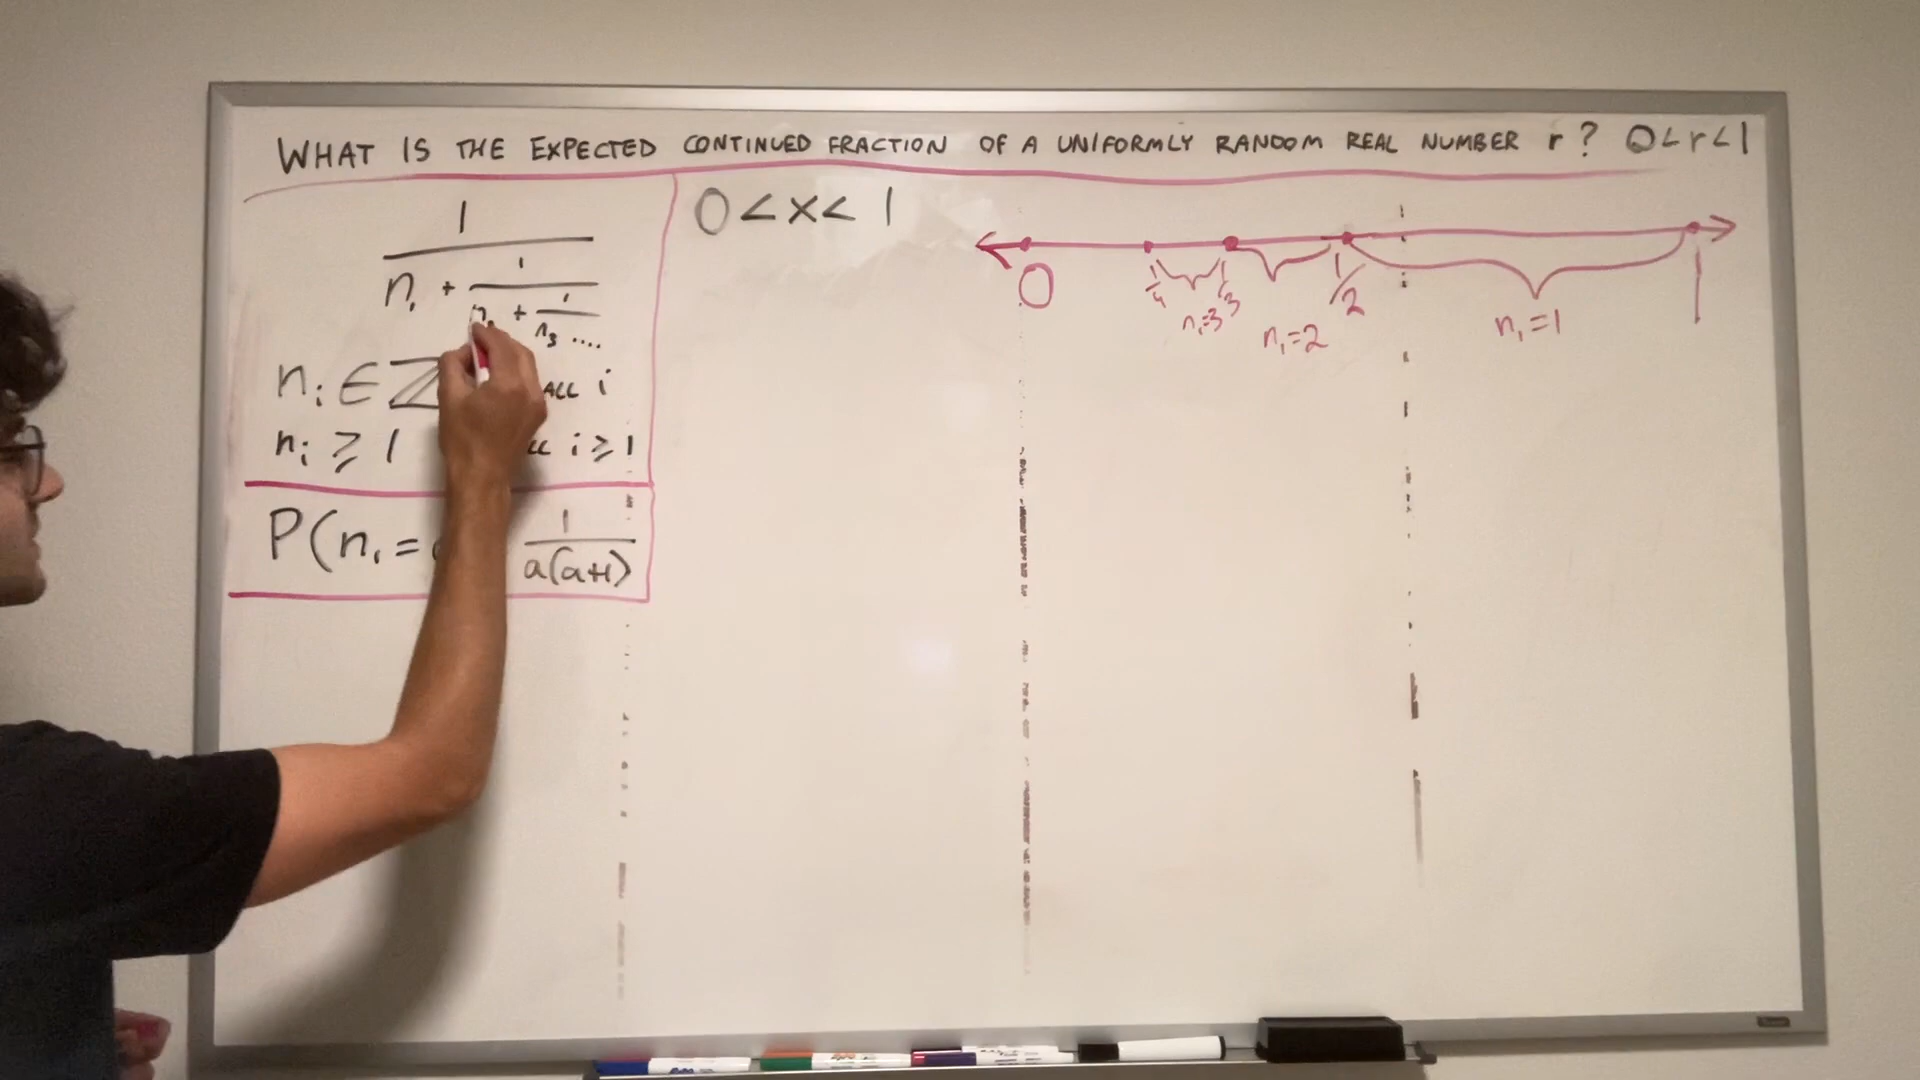 WHAT IS THE EXPECTED CONTINUED FRACTION OF A UNIFORMLY RANDOM REAL NUMBER r? 0<r<1
1
n₁ + 1
+ 1
n₃ ....
nᵢ ∈ ℤ ALL i
nᵢ ≥ 1 i ≥ 1
P(n₁ = 1
a(a+1)
0 < x < 1
0 1/4 1/3 1/2 1
n₁=3 n₁=2 n₁=1